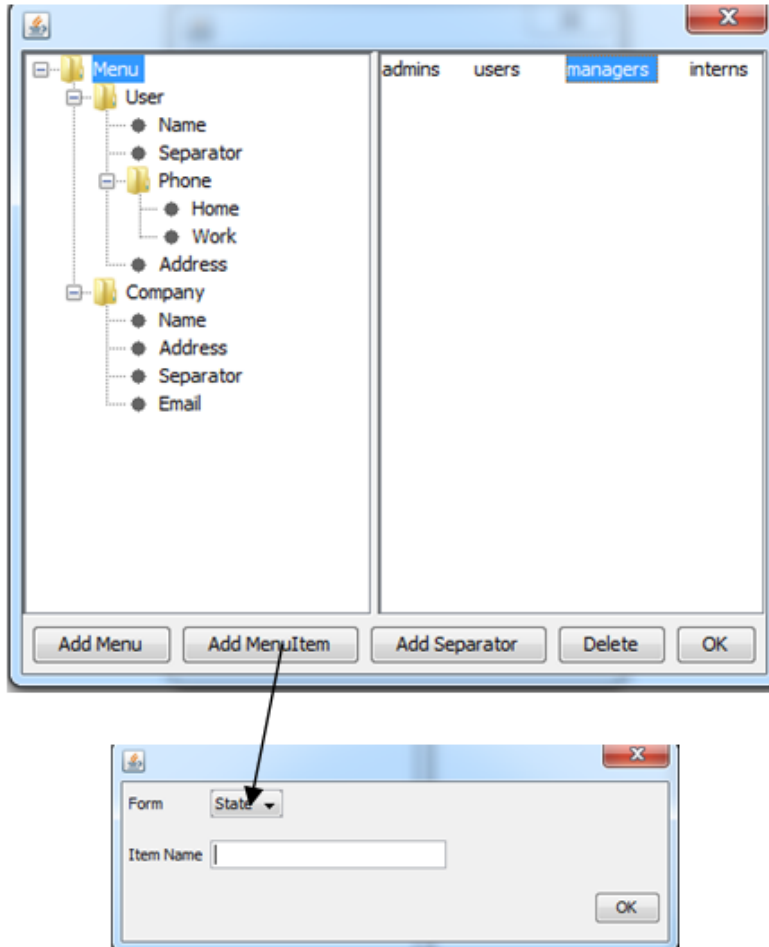 Menu
User
Name
Separator
Phone
Home
Work
Address
Company
Name
Address
Separator
Email
admins users managers interns
Add Menu Add MenuItem Add Separator Delete OK
Form State
Item Name
OK